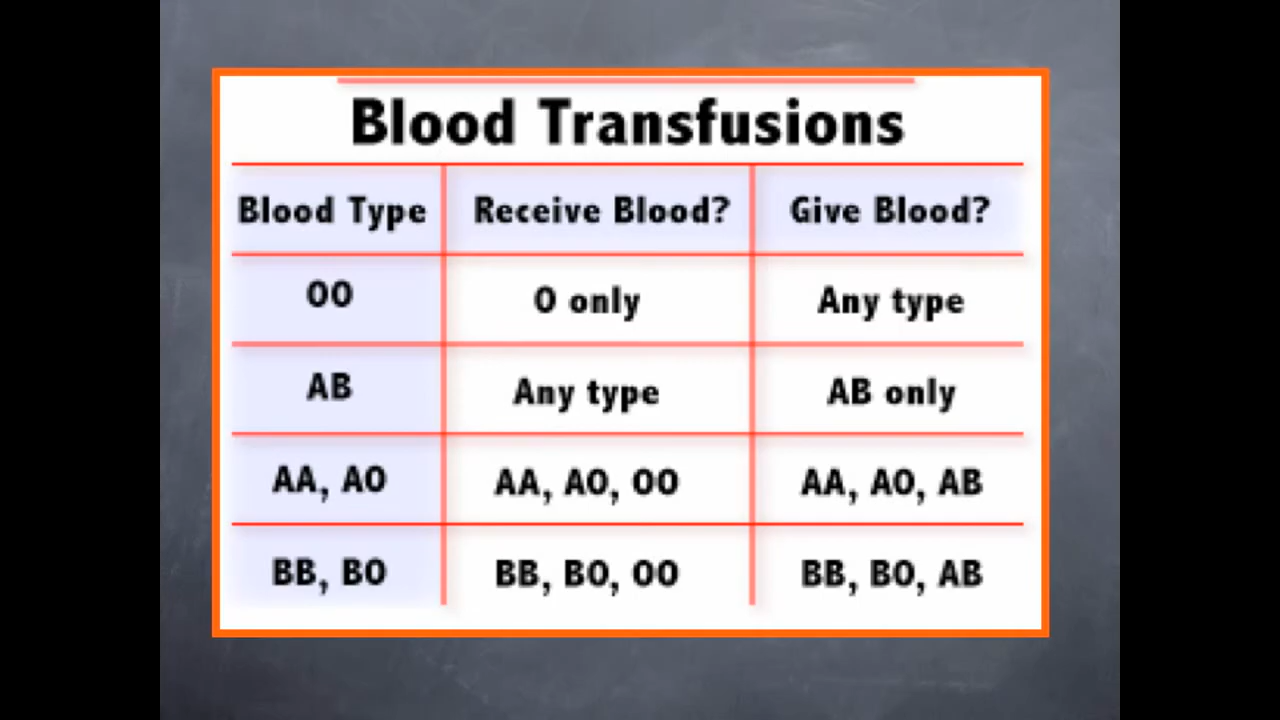 Blood Transfusions
Blood Type Receive Blood? Give Blood?
OO O only Any type
AB Any type AB only
AA, AO AA, AO, OO AA, AO, AB
BB, BO BB, BO, OO BB, BO, AB